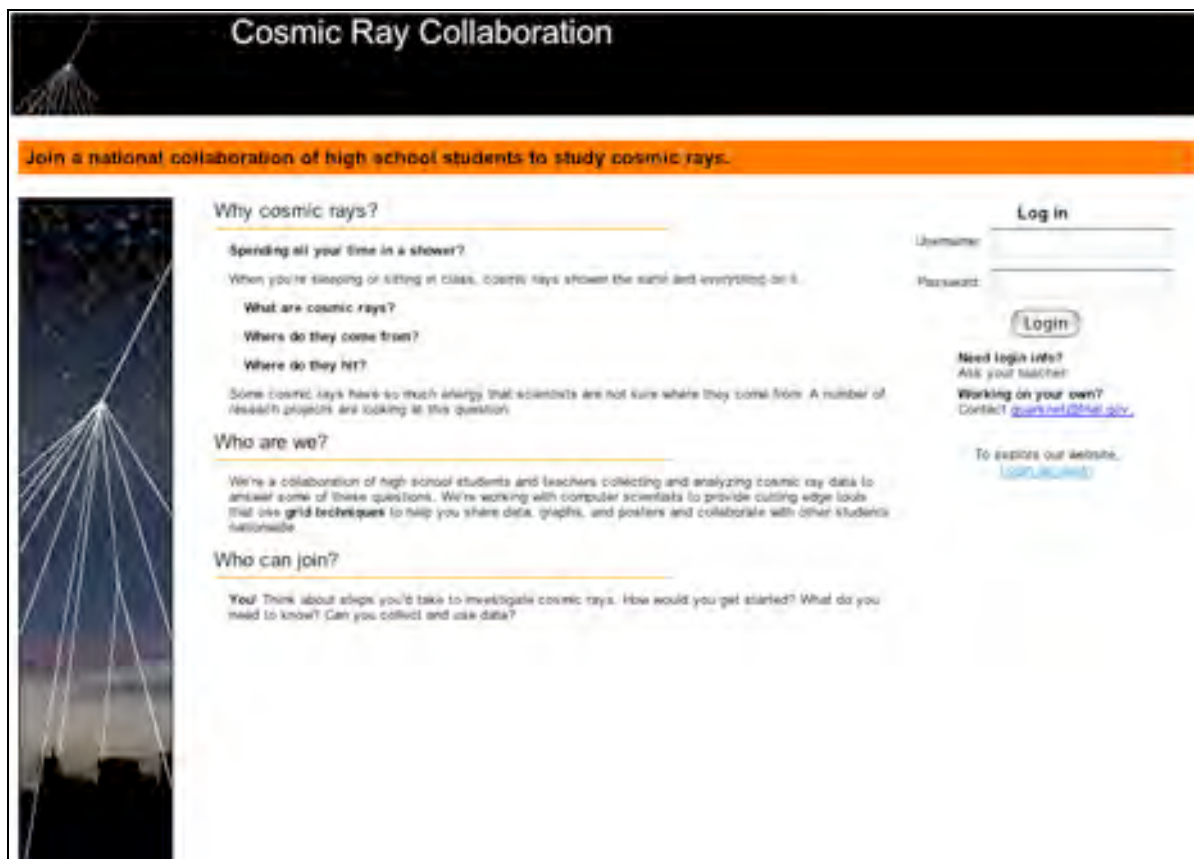 Cosmic Ray Collaboration
Join a national collaboration of high school students to study cosmic rays.
Why cosmic rays?
Spending all your time in a shower?
When you're sleeping or sitting in class, cosmic rays shower the earth and everything on it.
What are cosmic rays?
Where do they come from?
Where do they hit?
Some cosmic rays have so much energy that scientists are not sure where they come from. A number of
research projects are looking at this question.
Who are we?
We're a collaboration of high school students and teachers collecting and analyzing cosmic ray data to
answer some of these questions. We're working with computer scientists to provide cutting edge tools
that use grid techniques to help you share data, graphs, and posters and collaborate with other students
nationwide.
Who can join?
You! Think about steps you'd take to investigate cosmic rays. How would you get started? What do you
need to know? Can you collect and use data?
Log in
Username:
Password:
Login
Need login info?
Ask your teacher.
Working on your own?
Contact quarknet@fnal.gov.
To explore our website,